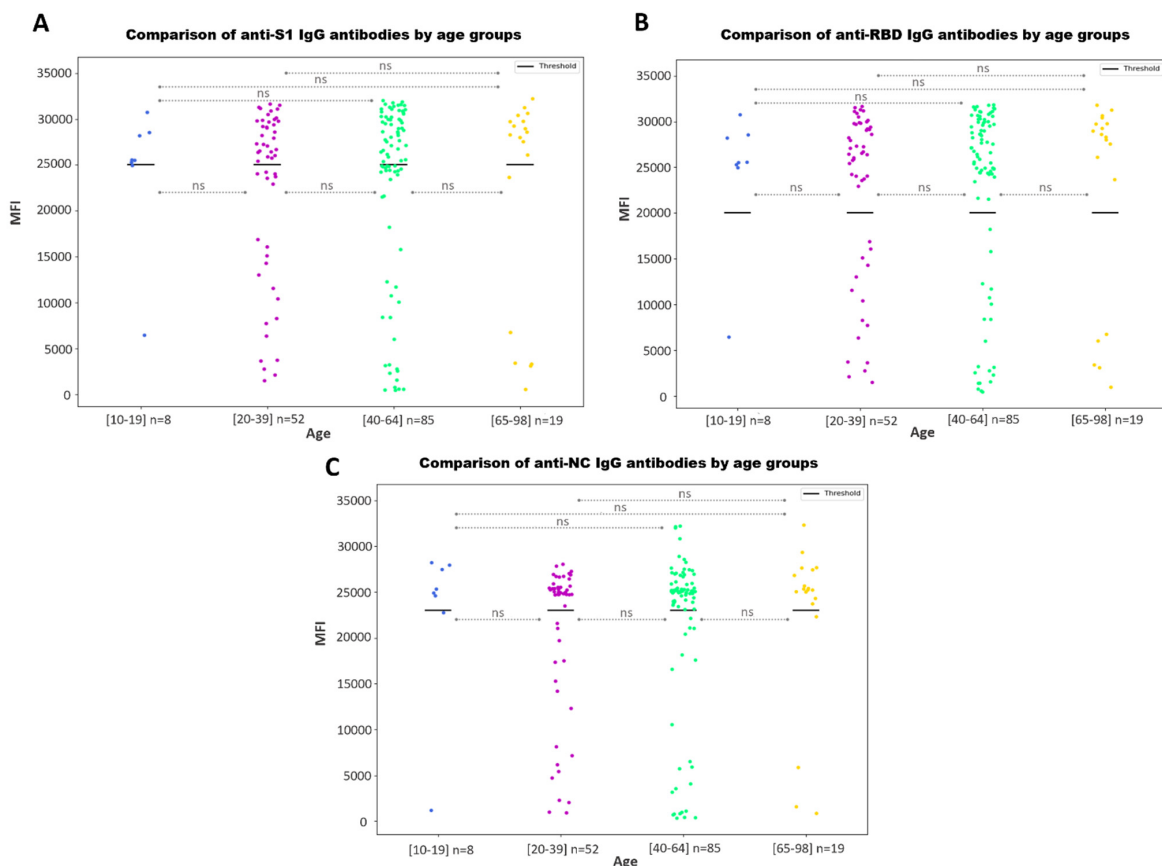 A
Comparison of anti-S1 IgG antibodies by age groups
Threshold
ns
ns
ns
ns ns ns
MFI
35000
30000
25000
20000
15000
10000
5000
0
[10-19] n=8 [20-39] n=52 [40-64] n=85 [65-98] n=19
Age
B
Comparison of anti-RBD IgG antibodies by age groups
Threshold
ns
ns
ns
ns ns ns
MFI
35000
30000
25000
20000
15000
10000
5000
0
[10-19] n=8 [20-39] n=52 [40-64] n=85 [65-98] n=19
Age
C
Comparison of anti-NC IgG antibodies by age groups
Threshold
ns
ns
ns
ns ns ns
MFI
35000
30000
25000
20000
15000
10000
5000
0
[10-19] n=8 [20-39] n=52 [40-64] n=85 [65-98] n=19
Age